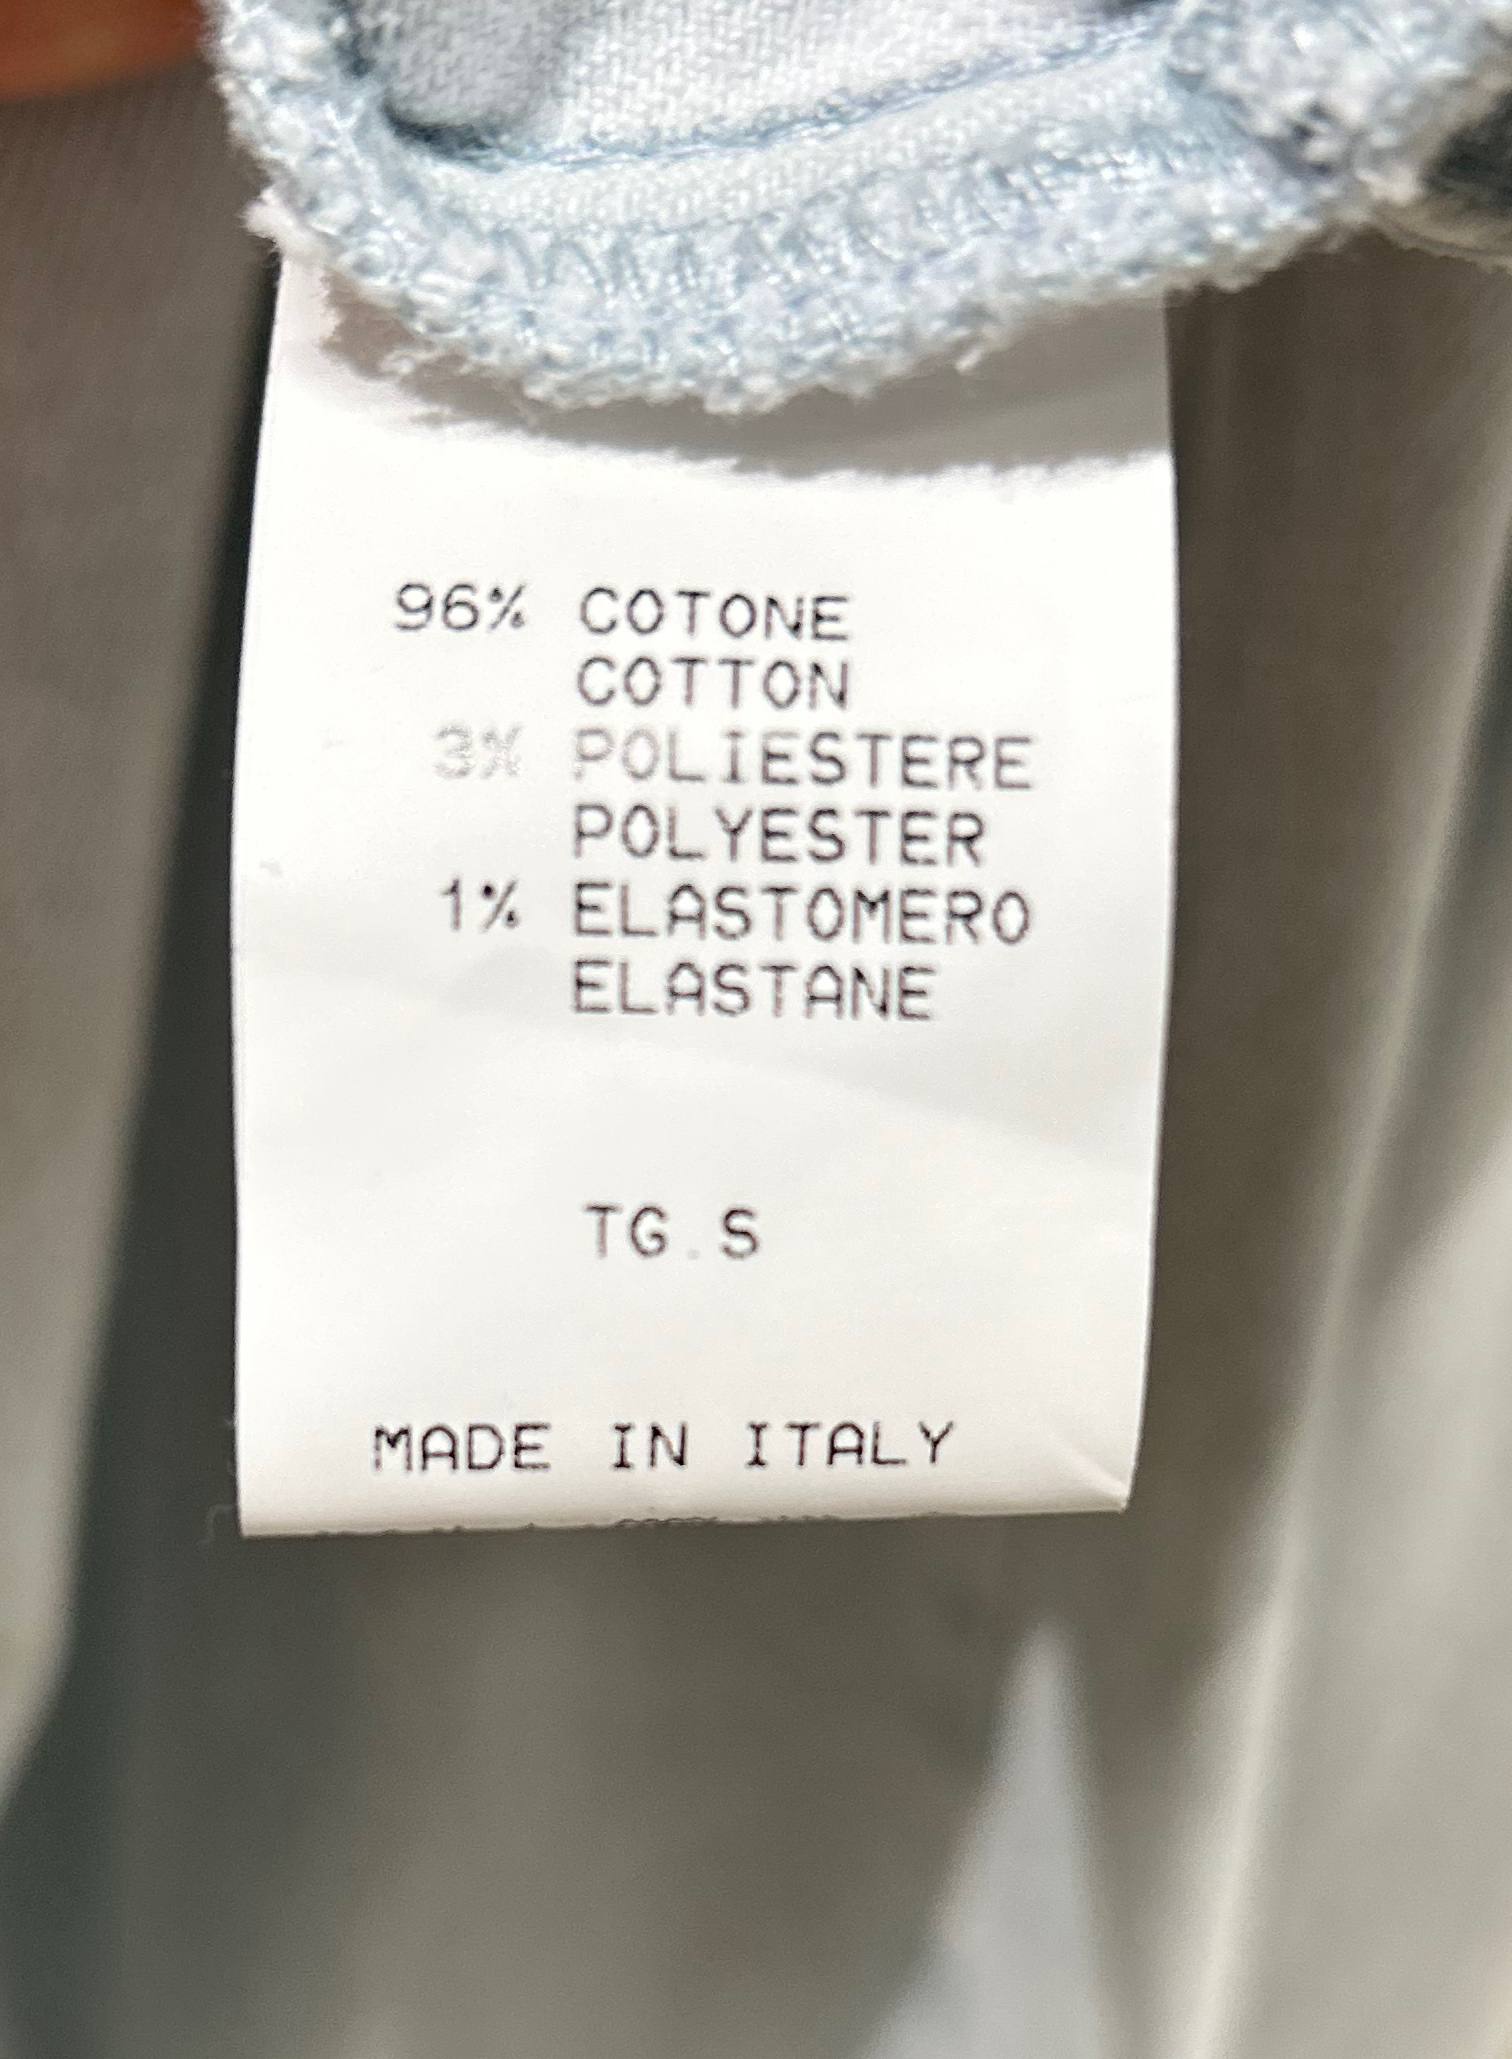 96% COTONE
COTTON
3% POLIESTERE
POLYESTER
1% ELASTOMERO
ELASTANE
TG.S
MADE IN ITALY